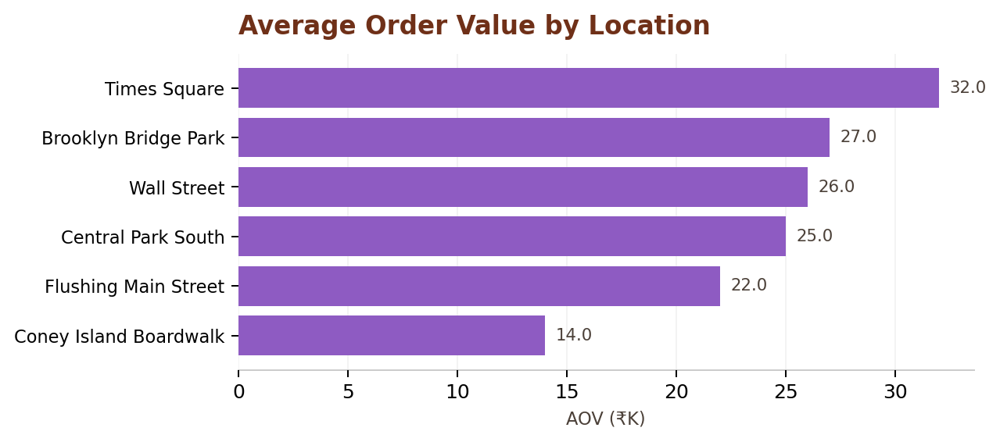 Average Order Value by Location
Times Square
32.0
Brooklyn Bridge Park
27.0
Wall Street
26.0
Central Park South
25.0
Flushing Main Street
22.0
Coney Island Boardwalk
14.0
0 5 10 15 20 25 30
AOV (₹K)